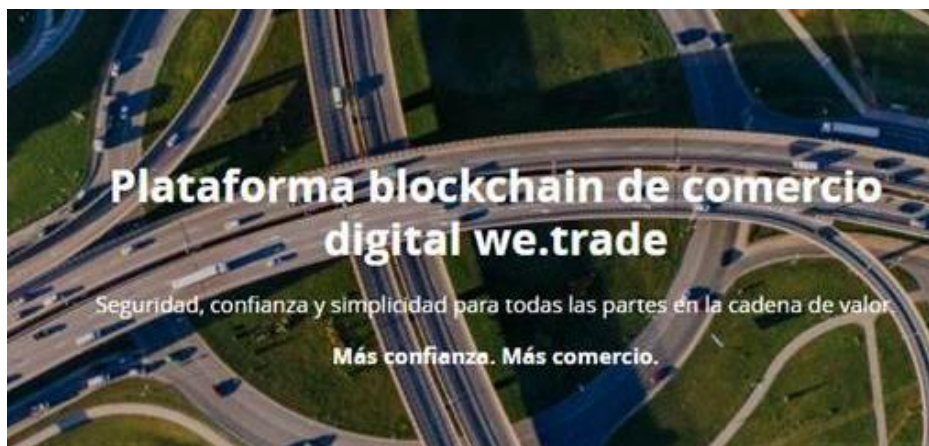 Plataforma blockchain de comercio
digital we.trade
Seguridad, confianza y simplicidad para todas las partes en la cadena de valor.
Más confianza. Más comercio.